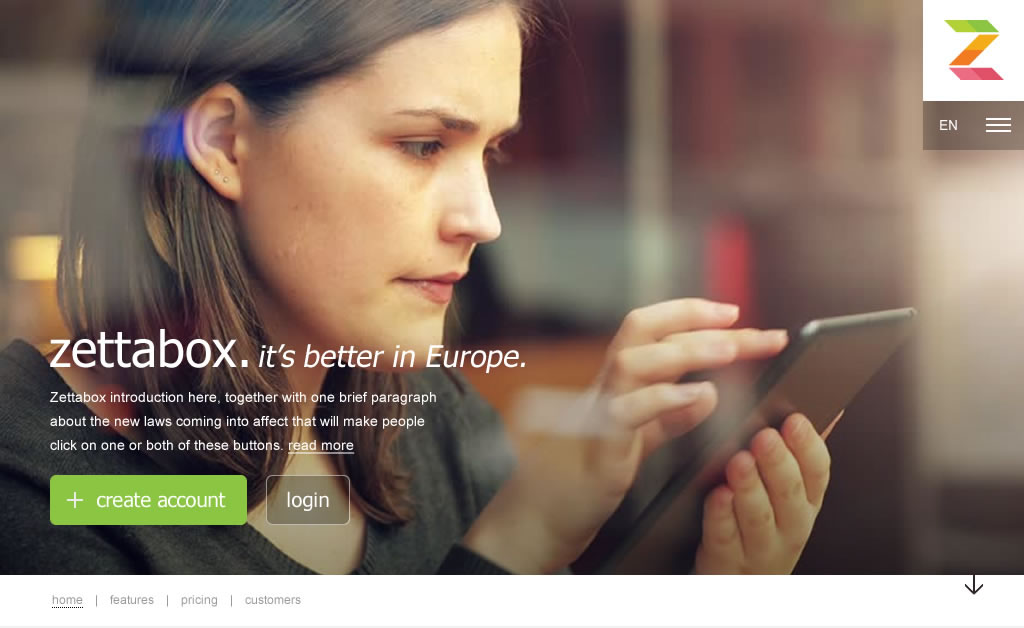 EN
zettabox. it's better in Europe.
Zettabox introduction here, together with one brief paragraph
about the new laws coming into affect that will make people
click on one or both of these buttons. read more
+ create account
login
home | features | pricing | customers